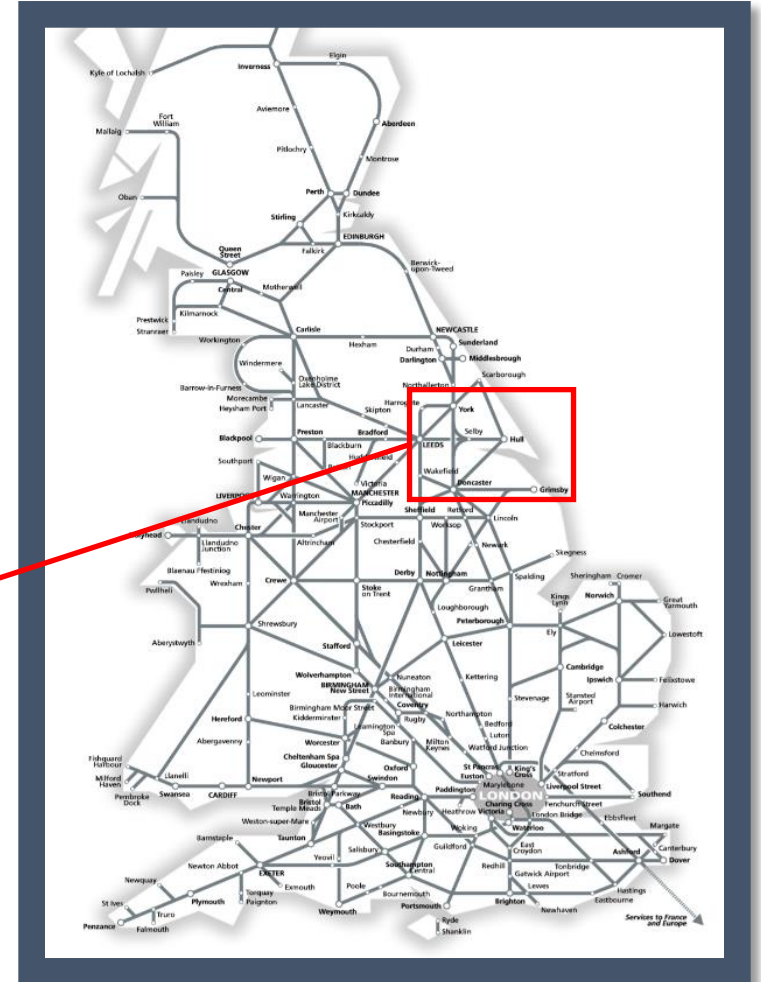 Elgin
Inverness
Kyle of Lochalsh
Aviemore
Fort
William
Mallaig
Aberdeen
Pitlochry
Montrose
Perth
Dundee
Oban
Stirling
Kirkcaldy
EDINBURGH
Queen
Street
Falkirk
Berwick-
upon-Tweed
Paisley
GLASGOW
Central
Motherwell
Prestwick
Kilmarnock
Stranraer
Carlisle
NEWCASTLE
Workington
Hexham
Durham
Sunderland
Windermere
Darlington
Middlesbrough
Oxenholme
Lake District
Scarborough
Barrow-in-Furness
Northallerton
Morecambe
Lancaster
Harrogate
York
Heysham Port
Skipton
Preston
Bradford
Selby
Hull
Blackpool
Blackburn
LEEDS
Southport
Wakefield
Wigan
Victoria
Doncaster
MANCHESTER
Grimsby
Warrington
Piccadilly
Manchester
Airport
Sheffield
Retford
Lincoln
Stockport
Worksop
Chester
Llandudno
Junction
Altrincham
Chesterfield
Newark
Skegness
Blaenau Ffestiniog
Derby
Nottingham
Sheringham
Cromer
Pwllheli
Wrexham
Crewe
Stoke
on Trent
Grantham
Spalding
Kings
Lynn
Norwich
Great
Yarmouth
Loughborough
Shrewsbury
Peterborough
Ely
Lowestoft
Aberystwyth
Stafford
Leicester
Wolverhampton
Nuneaton
Kettering
Cambridge
BIRMINGHAM
New Street
Birmingham
International
Ipswich
Felixstowe
Leominster
Coventry
Stevenage
Stansted
Airport
Harwich
Birmingham Moor Street
Northampton
Hereford
Kidderminster
Rugby
Bedford
Colchester
Leamington
Spa
Luton
Abergavenny
Worcester
Banbury
Milton
Keynes
Watford Junction
Chelmsford
Fishguard
Harbour
Cheltenham Spa
Gloucester
Oxford
St Pancras
King's
Cross
Euston
Stratford
Milford
Haven
Llanelli
Newport
Swindon
Marylebone
Liverpool Street
Pembroke
Dock
Swansea
CARDIFF
Bristol Parkway
Reading
Paddington
LONDON
Southend
Bristol
Temple Meads
Bath
Newbury
Heathrow
Victoria
Charing Cross
Fenchurch Street
Weston-super-Mare
London Bridge
Ebbsfleet
Barnstaple
Westbury
Basingstoke
Woking
Waterloo
Margate
Taunton
Salisbury
Guildford
East
Croydon
Canterbury
Newton Abbot
Yeovil
Southampton
Central
Redhill
Tonbridge
Ashford
Dover
EXETER
Gatwick Airport
Newquay
Exmouth
Poole
Lewes
Hastings
St Ives
Plymouth
Torquay
Paignton
Bournemouth
Eastbourne
Truro
Weymouth
Portsmouth
Brighton
Newhaven
Penzance
Falmouth
Ryde
Shanklin
Services to France
and Europe